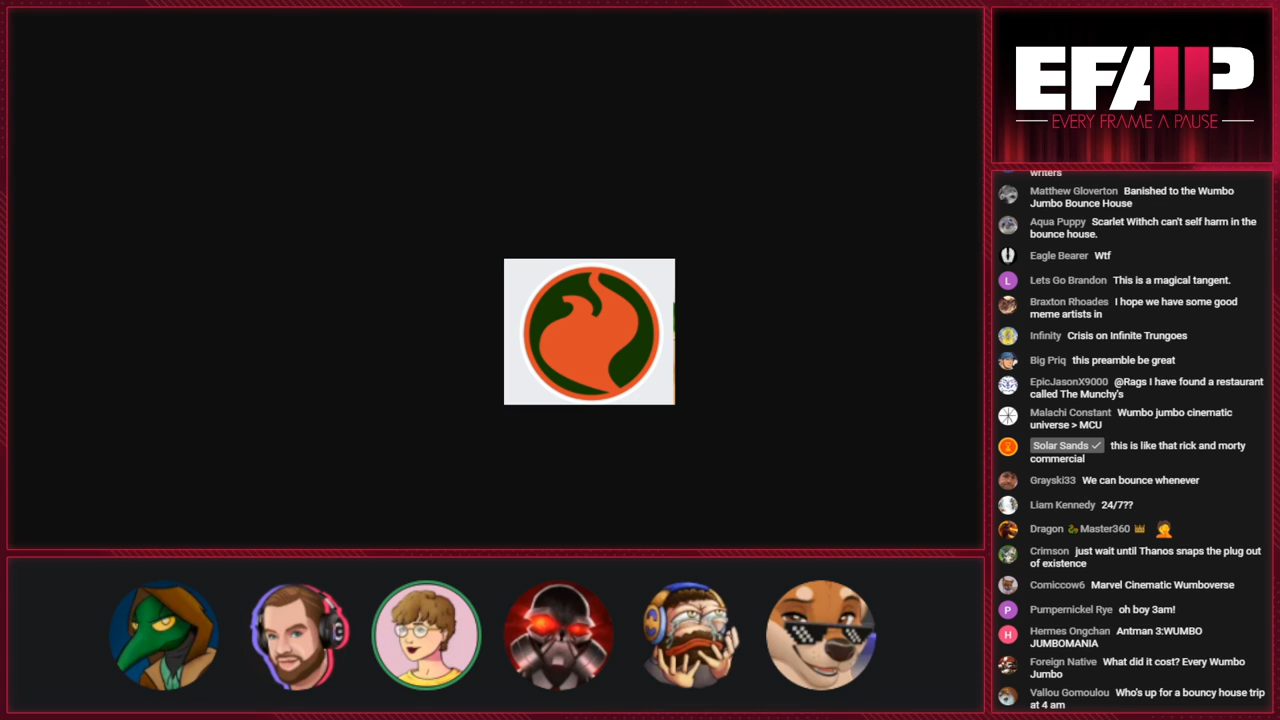 EFAP
EVERY FRAME A PAUSE
writers
Matthew Gloverton Banished to the Wumbo
Jumbo Bounce House
Aqua Puppy Scarlet Withch can't self harm in the
bounce house.
Eagle Bearer Wtf
L Lets Go Brandon This is a magical tangent.
Braxton Rhoades I hope we have some good
meme artists in
Infinity Crisis on Infinite Trungoes
Big Priq this preamble be great
EpicJasonX9000 @Rags I have found a restaurant
called The Munchy's
Malachi Constant Wumbo jumbo cinematic
universe > MCU
Solar Sands ✓ this is like that rick and morty
commercial
Grayski33 We can bounce whenever
Liam Kennedy 24/7??
Dragon 🐉 Master360 👑 🤦
Crimson just wait until Thanos snaps the plug out
of existence
Comiccow6 Marvel Cinematic Wumboverse
P Pumpernickel Rye oh boy 3am!
H Hermes Ongchan Antman 3:WUMBO
JUMBOMANIA
Foreign Native What did it cost? Every Wumbo
Jumbo
Vallou Gomoulou Who's up for a bouncy house trip
at 4 am